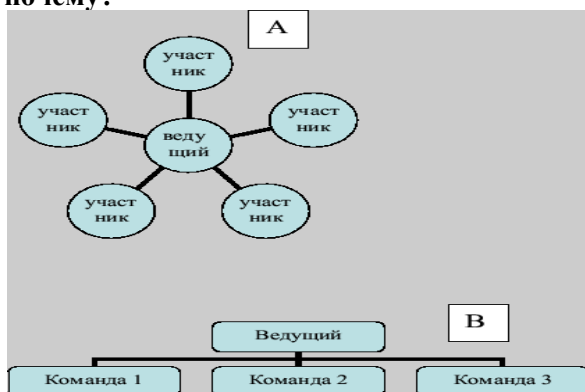 почему?
А
участ
ник
участ
ник
веду
щий
участ
ник
участ
ник
участ
ник
В
Ведущий
Команда 1
Команда 2
Команда 3